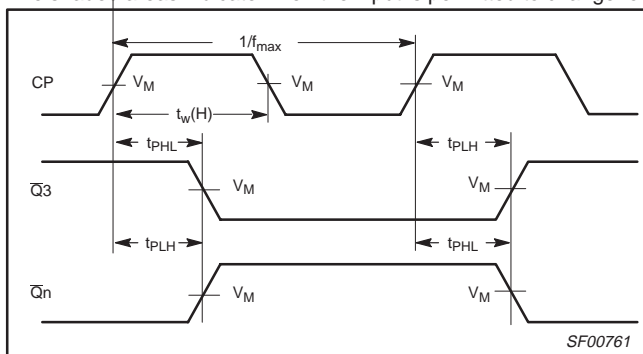 1/fmax
CP
VM
VM
VM
tw(H)
tPHL
tPLH
Q̅3
VM
VM
tPLH
tPHL
Q̅n
VM
VM
SF00761